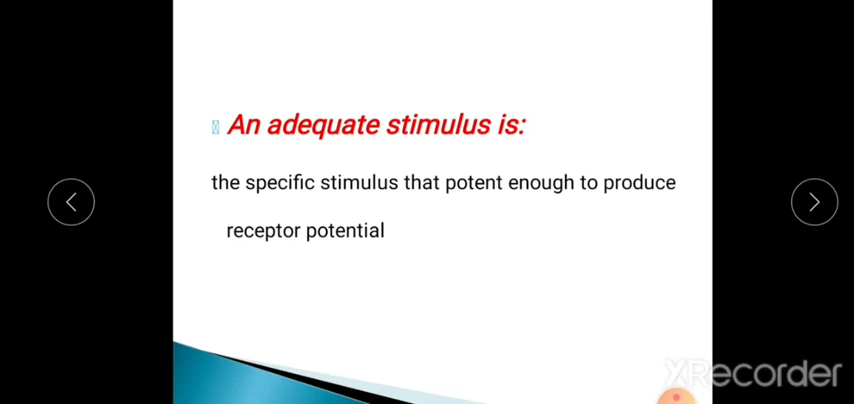 An adequate stimulus is:
the specific stimulus that potent enough to produce
receptor potential
XRecorder